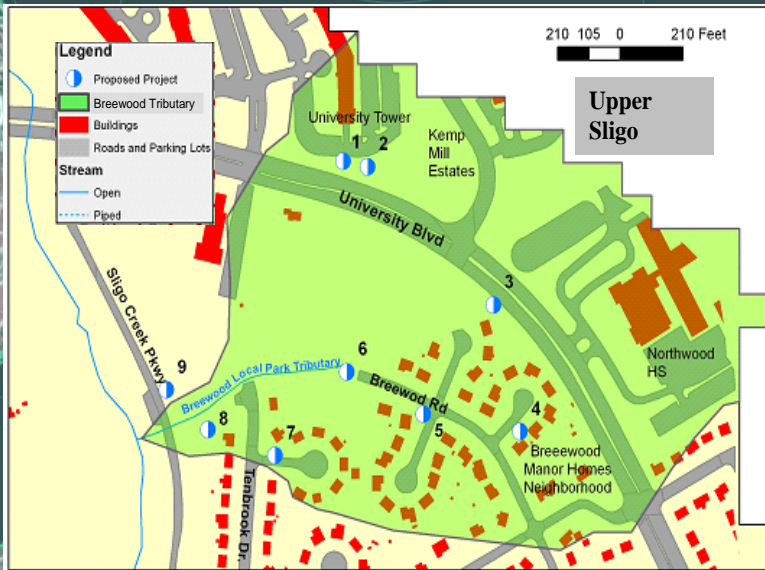 Legend
Proposed Project
Breewood Tributary
Buildings
Roads and Parking Lots
Stream
Open
Piped
210 105 0 210 Feet
Upper
Sligo
University Tower
1 2
Kemp
Mill
Estates
University Blvd
3
Northwood
HS
Sligo Creek Pkwy
9
Breewood Local Park Tributary
6
Breewod Rd
8
7
5
4
Breeewood
Manor Homes
Neighborhood
Tenbrook Dr.